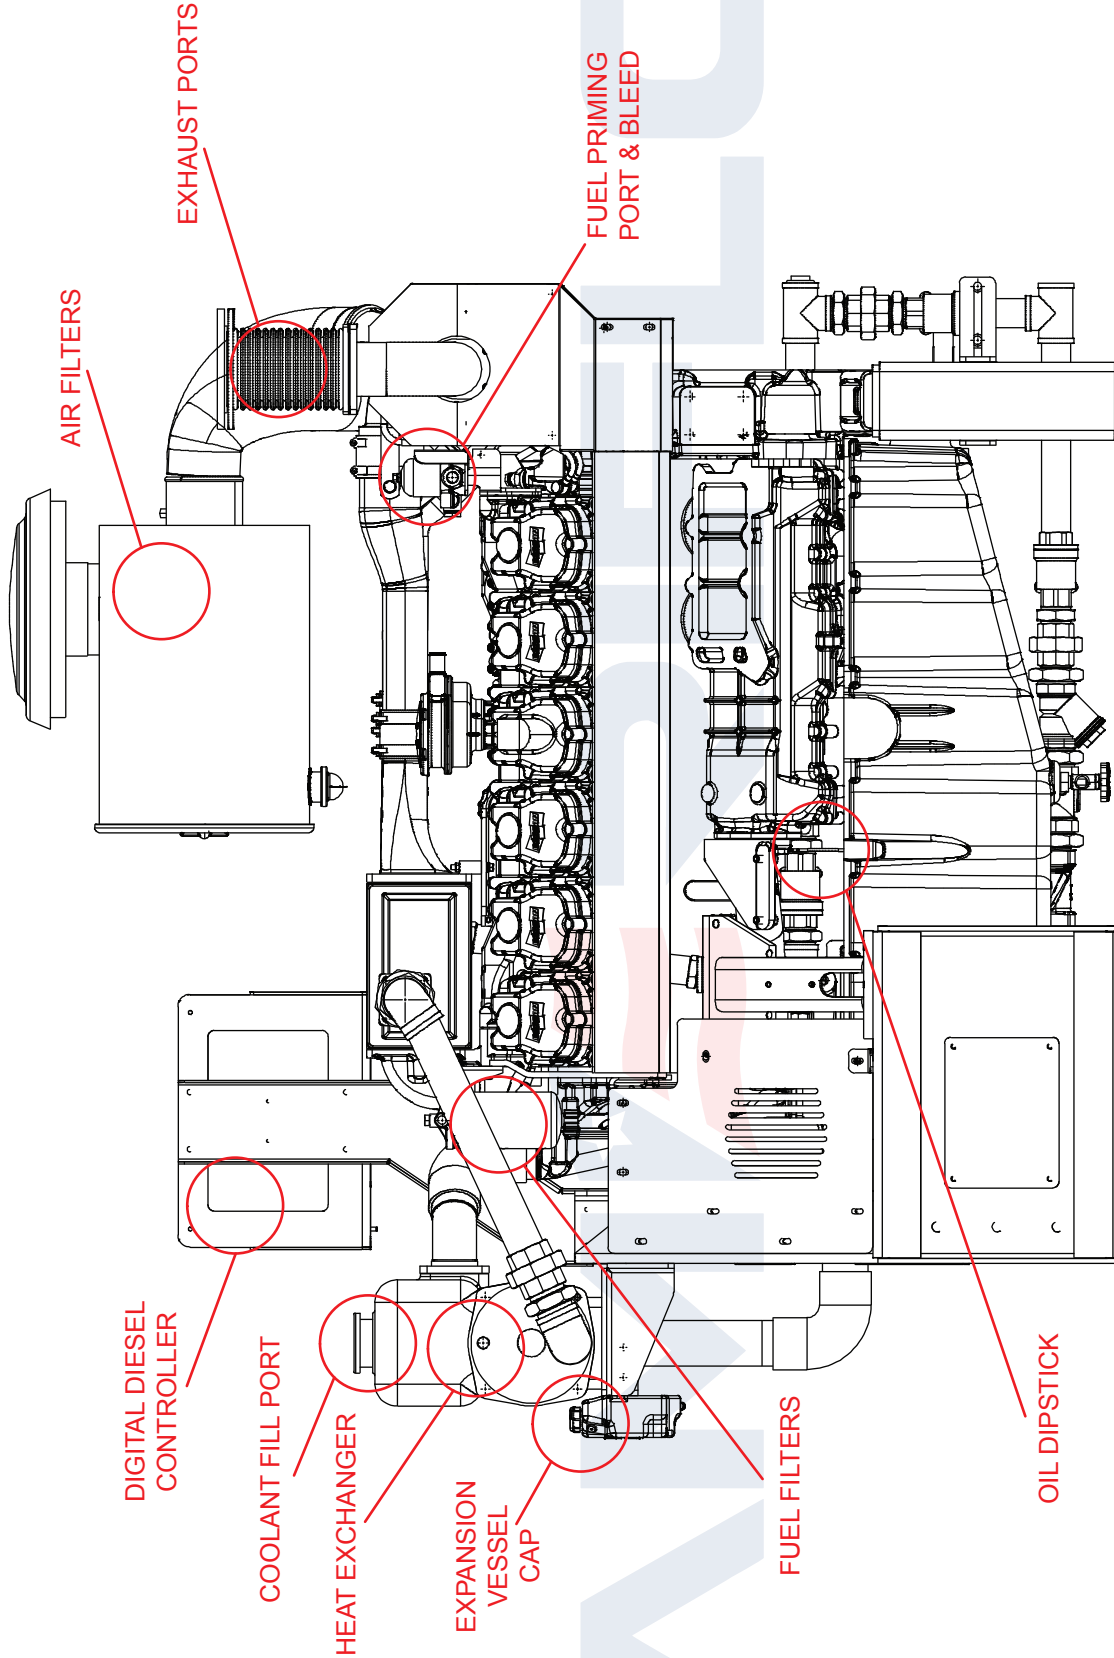 DIGITAL DIESEL
CONTROLLER
COOLANT FILL PORT
HEAT EXCHANGER
EXPANSION
VESSEL
CAP
FUEL FILTERS
OIL DIPSTICK
AIR FILTERS
EXHAUST PORTS
FUEL PRIMING
PORT & BLEED